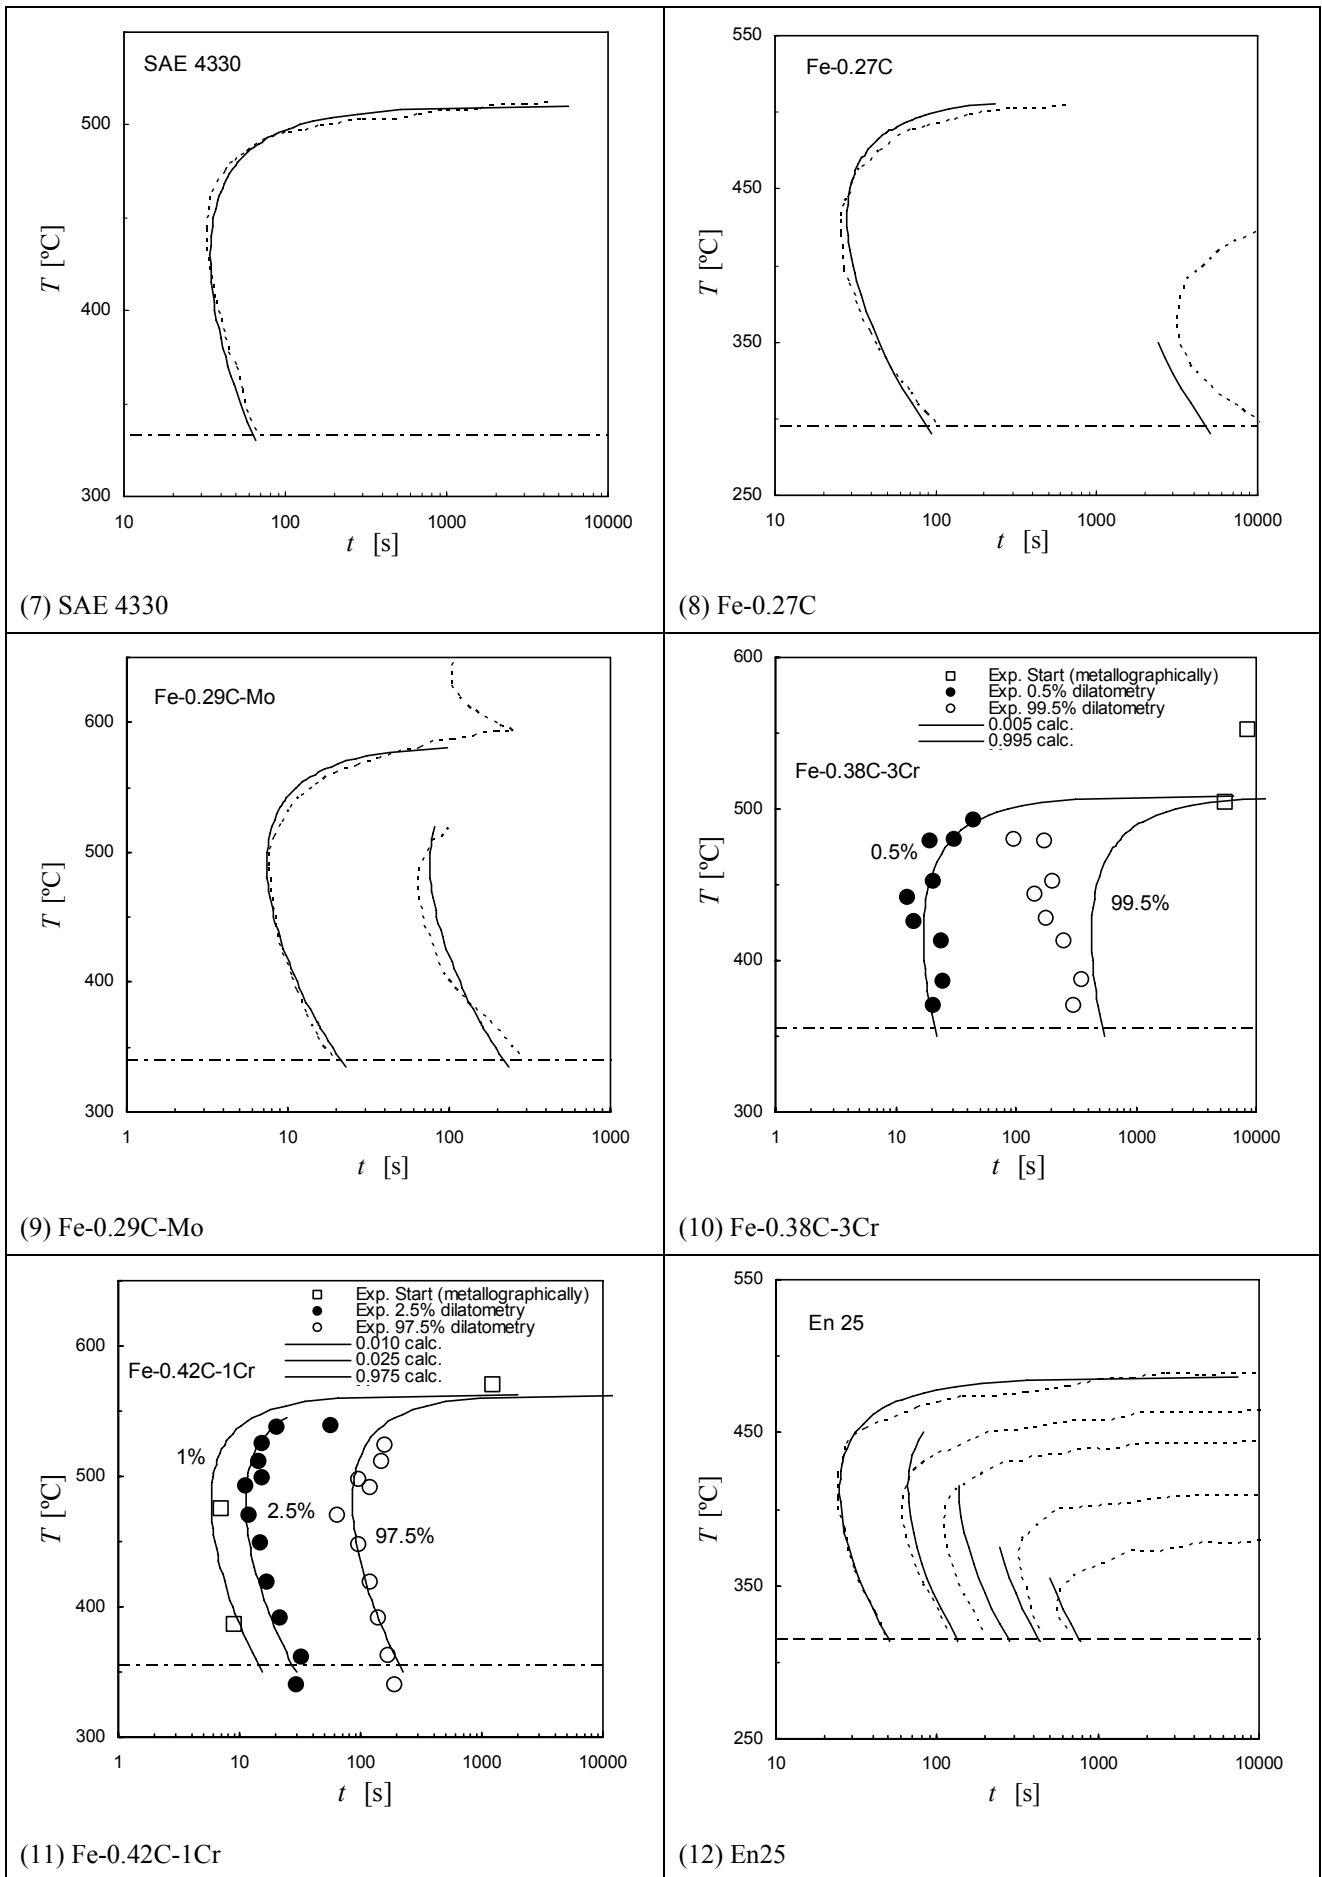 SAE 4330
500
400
300
T [ºC]
10 100 1000 10000
t [s]
(7) SAE 4330
Fe-0.27C
550
450
350
250
T [ºC]
10 100 1000 10000
t [s]
(8) Fe-0.27C
Fe-0.29C-Mo
600
500
400
300
T [ºC]
1 10 100 1000
t [s]
(9) Fe-0.29C-Mo
600
500
400
300
T [ºC]
Exp. Start (metallographically)
Exp. 0.5% dilatometry
Exp. 99.5% dilatometry
0.005 calc.
0.995 calc.
Fe-0.38C-3Cr
0.5%
99.5%
1 10 100 1000 10000
t [s]
(10) Fe-0.38C-3Cr
Exp. Start (metallographically)
Exp. 2.5% dilatometry
Exp. 97.5% dilatometry
0.010 calc.
0.025 calc.
0.975 calc.
Fe-0.42C-1Cr
600
500
400
300
T [ºC]
1%
2.5%
97.5%
1 10 100 1000 10000
t [s]
(11) Fe-0.42C-1Cr
En 25
550
450
350
250
T [ºC]
10 100 1000 10000
t [s]
(12) En25